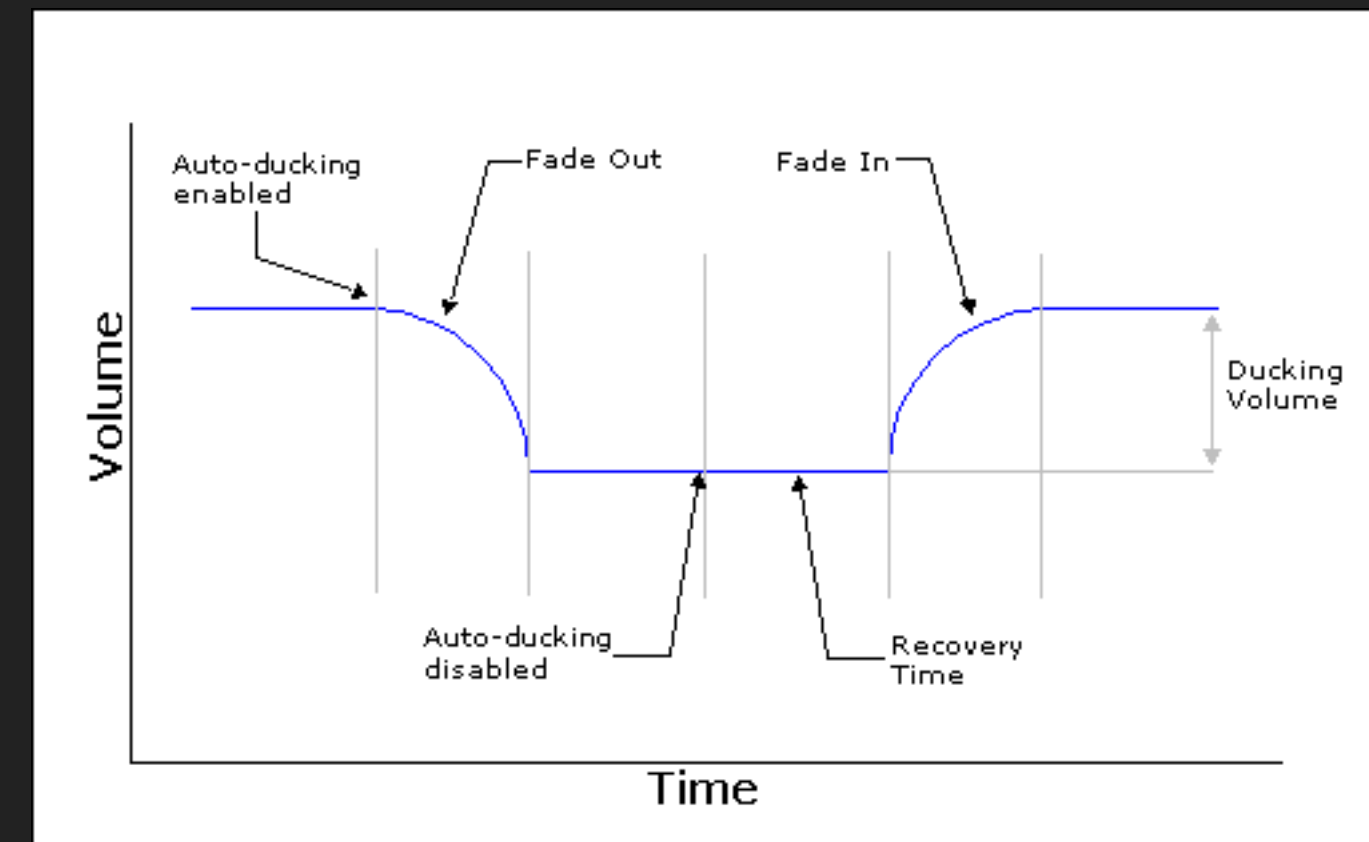 Auto-ducking
enabled
Fade Out
Fade In
Volume
Ducking
Volume
Auto-ducking
disabled
Recovery
Time
Time